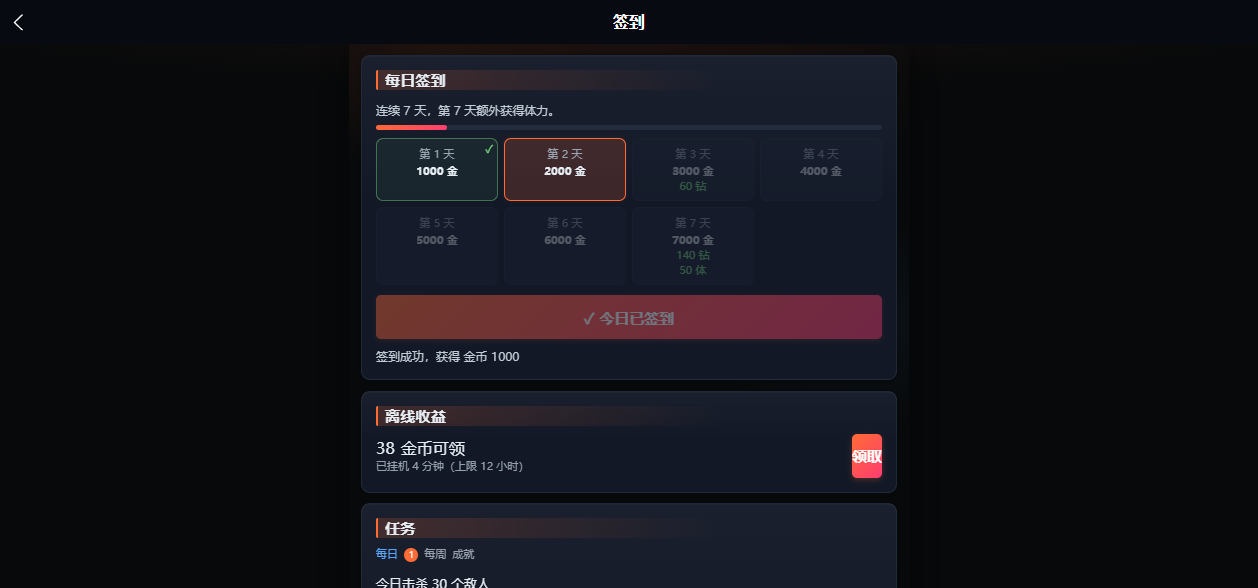 签到
每日签到
连续 7 天，第 7 天额外获得体力。
第 1 天
✓
1000 金
第 2 天
2000 金
第 3 天
3000 金
60 钻
第 4 天
4000 金
第 5 天
5000 金
第 6 天
6000 金
第 7 天
7000 金
140 钻
50 体
✓ 今日已签到
签到成功，获得 金币 1000
离线收益
38 金币可领
已挂机 4 分钟（上限 12 小时）
领取
任务
每日 1 每周 成就
今日击杀 30 个敌人